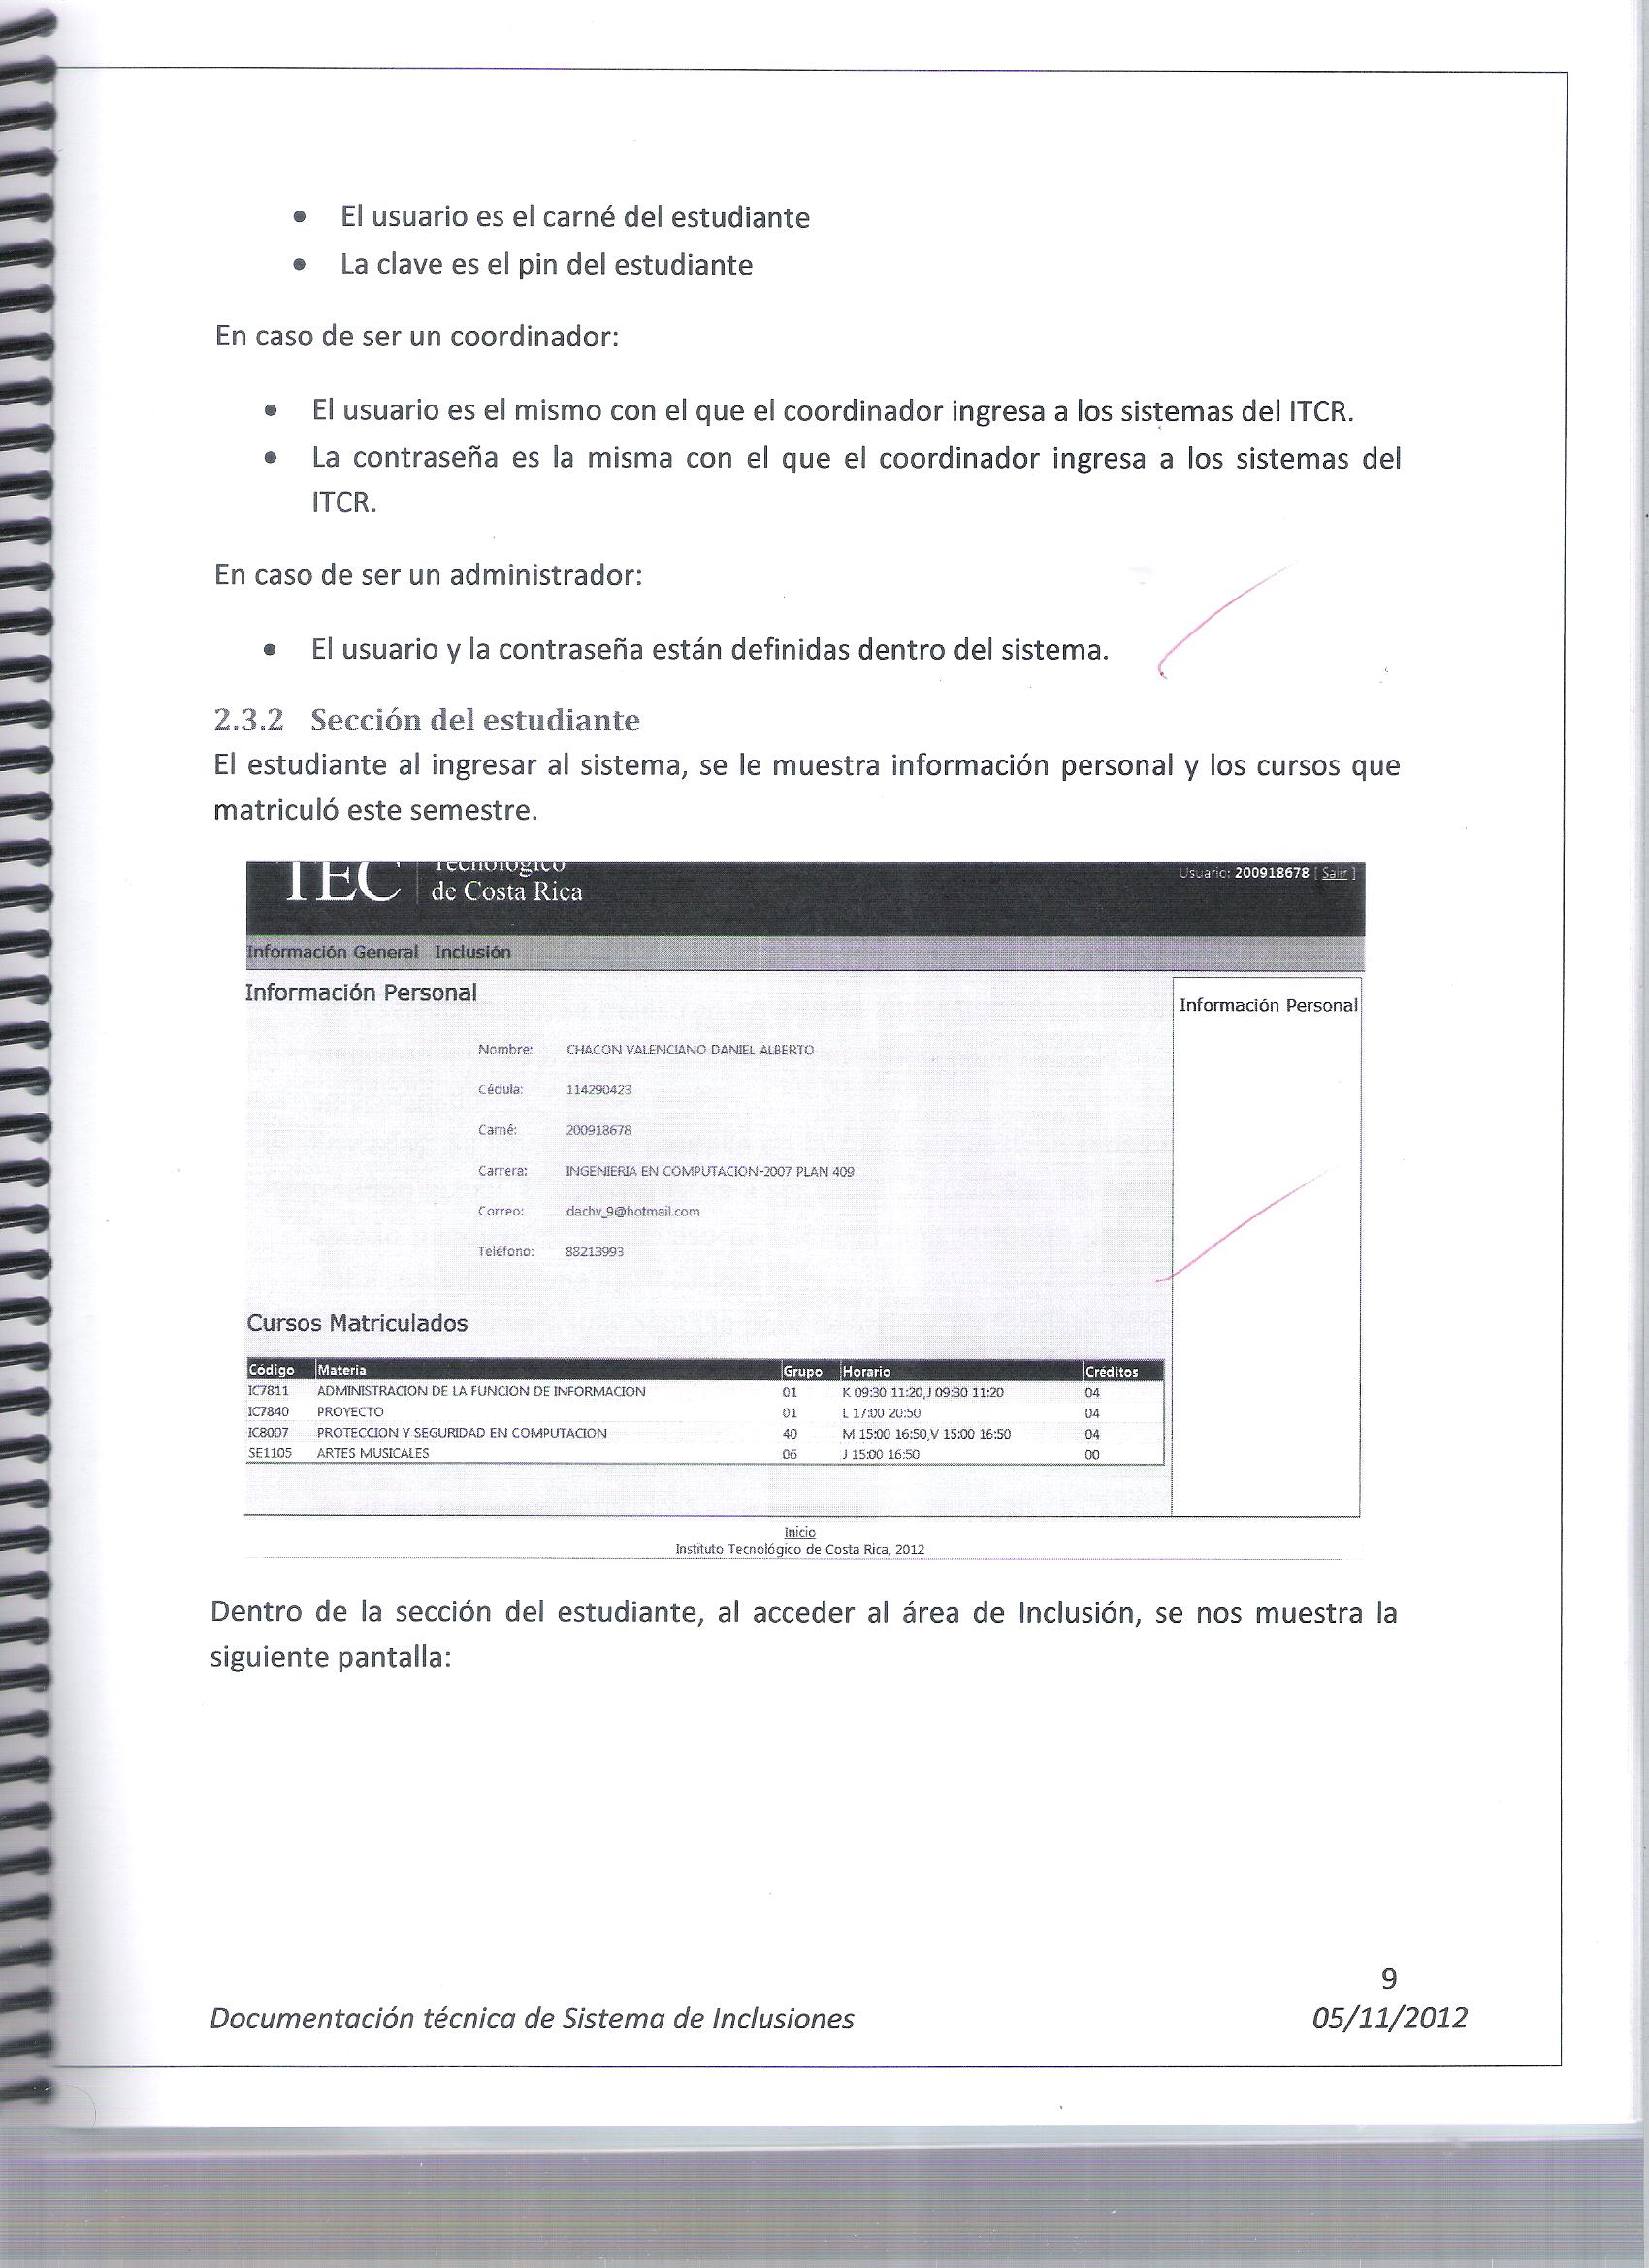 • El usuario es el carné del estudiante
• La clave es el pin del estudiante
En caso de ser un coordinador:
• El usuario es el mismo con el que el coordinador ingresa a los sistemas del ITCR.
• La contraseña es la misma con el que el coordinador ingresa a los sistemas del
ITCR.
En caso de ser un administrador:
• El usuario y la contraseña están definidas dentro del sistema.
2.3.2 Sección del estudiante
El estudiante al ingresar al sistema, se le muestra información personal y los cursos que
matriculó este semestre.
TEC Tecnológico
de Costa Rica
Usuario: 200918678 [ Salir ]
Información General Inclusión
Información Personal
Información Personal
Nombre: CHACON VALENCIANO DANIEL ALBERTO
Cédula: 114290423
Carné: 200918678
Carrera: INGENIERIA EN COMPUTACION-2007 PLAN 409
Correo: dachv_9@hotmail.com
Teléfono: 88213993
Cursos Matriculados
Código Materia Grupo Horario Créditos
IC7811 ADMINISTRACION DE LA FUNCION DE INFORMACION 01 K 09:30 11:20,J 09:30 11:20 04
IC7840 PROYECTO 01 L 17:00 20:50 04
IC8007 PROTECCION Y SEGURIDAD EN COMPUTACION 40 M 15:00 16:50,V 15:00 16:50 04
SE1105 ARTES MUSICALES 06 J 15:00 16:50 00
Inicio
Instituto Tecnológico de Costa Rica, 2012
Dentro de la sección del estudiante, al acceder al área de Inclusión, se nos muestra la
siguiente pantalla:
9
Documentación técnica de Sistema de Inclusiones 05/11/2012